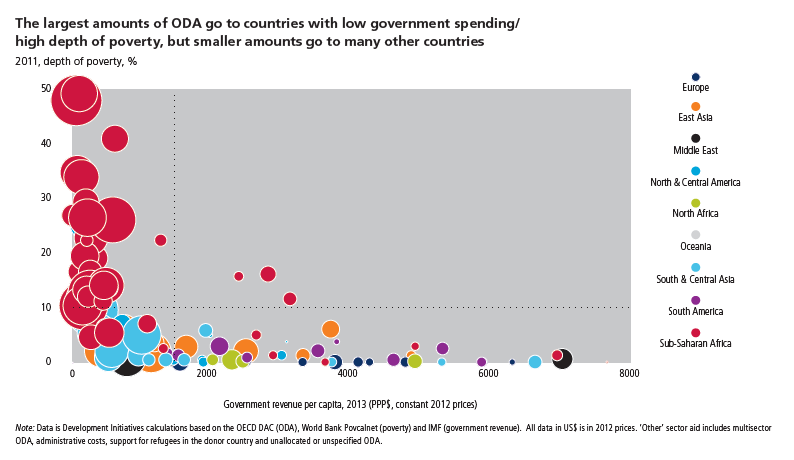 The largest amounts of ODA go to countries with low government spending/
high depth of poverty, but smaller amounts go to many other countries
2011, depth of poverty, %
50
40
30
20
10
0
0
2000
4000
6000
8000
Government revenue per capita, 2013 (PPP$, constant 2012 prices)
Europe
East Asia
Middle East
North & Central America
North Africa
Oceania
South & Central Asia
South America
Sub-Saharan Africa
Note: Data is Development Initiatives calculations based on the OECD DAC (ODA), World Bank Povcalnet (poverty) and IMF (government revenue). All data in US$ is in 2012 prices. ‘Other’ sector aid includes multisector
ODA, administrative costs, support for refugees in the donor country and unallocated or unspecified ODA.